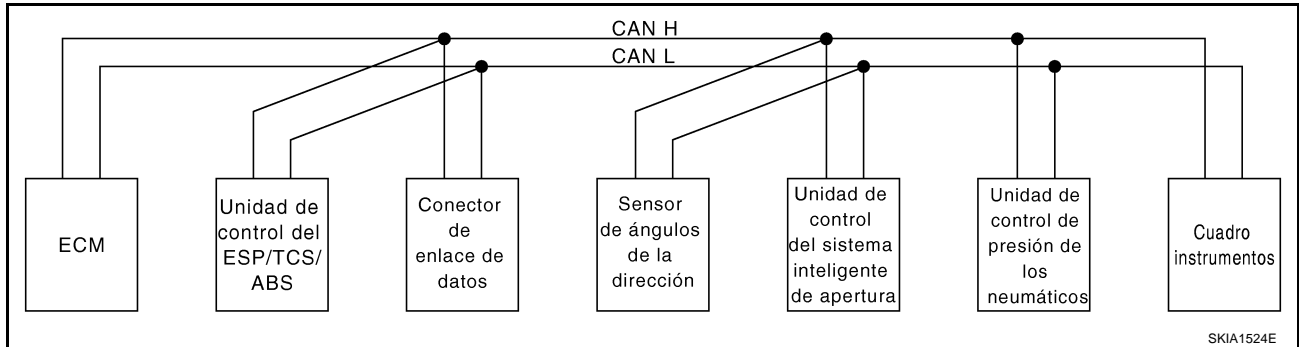 CAN H
CAN L
ECM
Unidad de
control del
ESP/TCS/
ABS
Conector
de
enlace de
datos
Sensor
de ángulos
de la
dirección
Unidad de
control
del sistema
inteligente
de apertura
Unidad de
control de
presión de
los
neumáticos
Cuadro
instrumentos
SKIA1524E